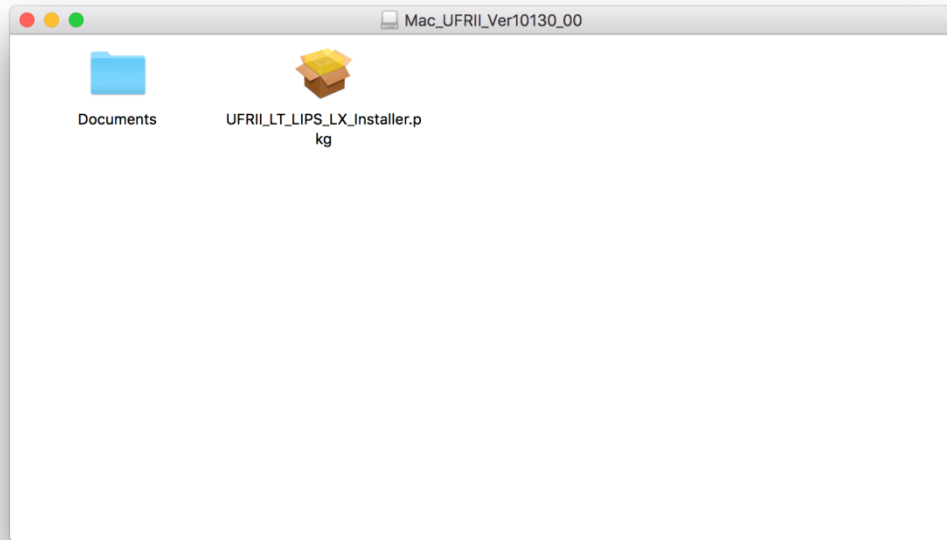 Mac_UFRII_Ver10130_00
Documents
UFRII_LT_LIPS_LX_Installer.p
kg